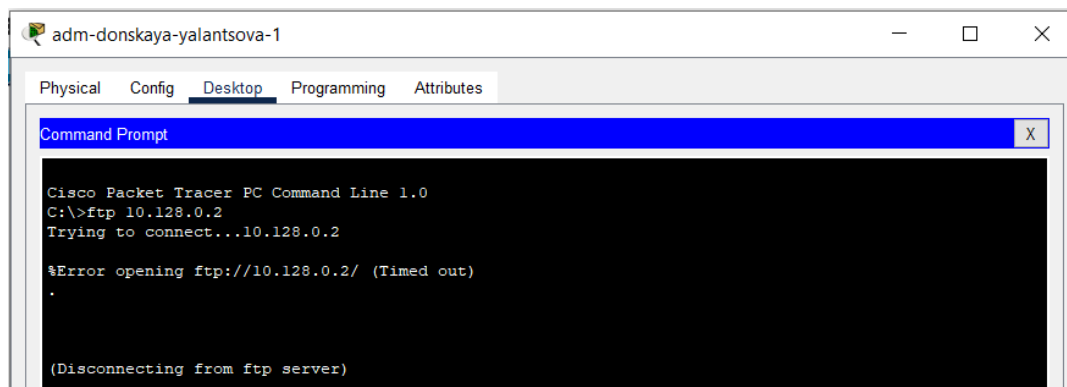 adm-donskaya-yalantsova-1
Physical Config Desktop Programming Attributes
Command Prompt X
Cisco Packet Tracer PC Command Line 1.0
C:\>ftp 10.128.0.2
Trying to connect...10.128.0.2
%Error opening ftp://10.128.0.2/ (Timed out)
.
(Disconnecting from ftp server)